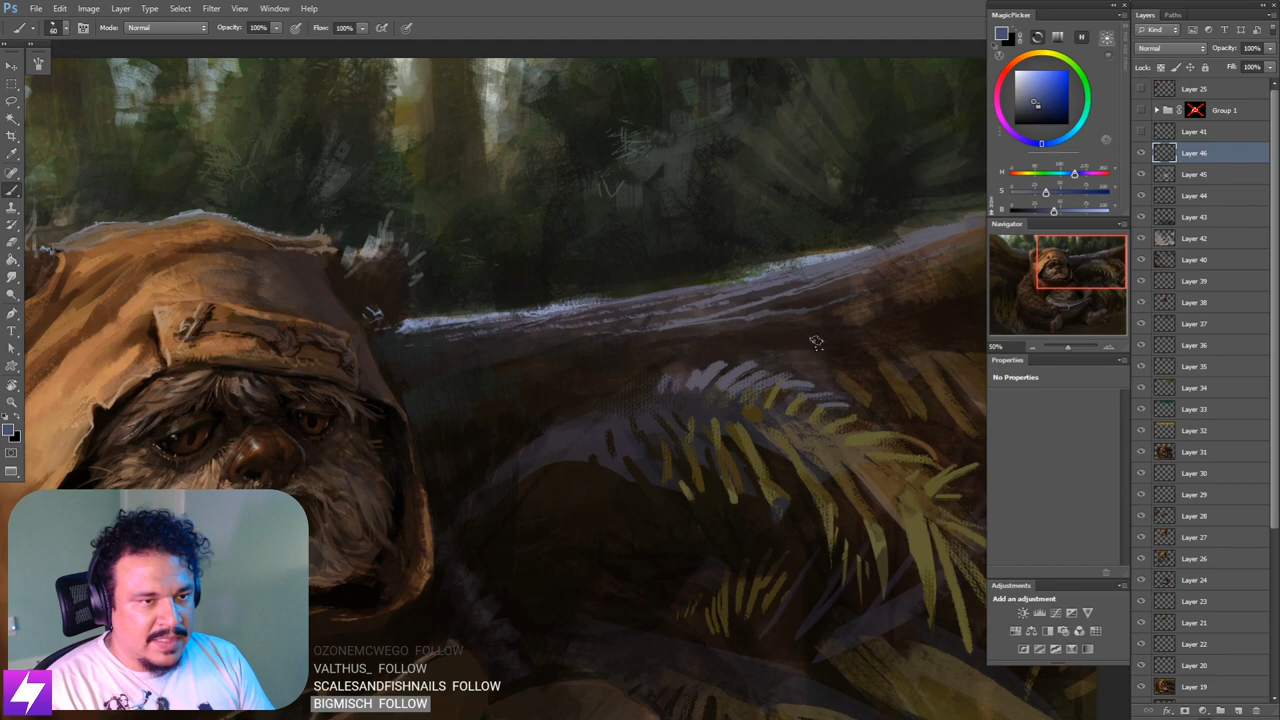 Ps File Edit Image Layer Type Select Filter View Window Help
60 Mode: Normal Opacity: 100% Flow: 100%
MagicPicker
H
H
S
B
Navigator
50%
Properties
No Properties
Adjustments
Add an adjustment
Layers Paths
Kind
Normal Opacity: 100%
Lock: Fill: 100%
Layer 25
Group 1
Layer 41
Layer 46
Layer 45
Layer 44
Layer 43
Layer 42
Layer 40
Layer 39
Layer 38
Layer 37
Layer 36
Layer 35
Layer 34
Layer 33
Layer 32
Layer 31
Layer 30
Layer 29
Layer 28
Layer 27
Layer 26
Layer 24
Layer 23
Layer 21
Layer 22
Layer 20
Layer 19
OZONEMCWEGO FOLLOW
VALTHUS_ FOLLOW
SCALESANDFISHNAILS FOLLOW
BIGMISCH FOLLOW